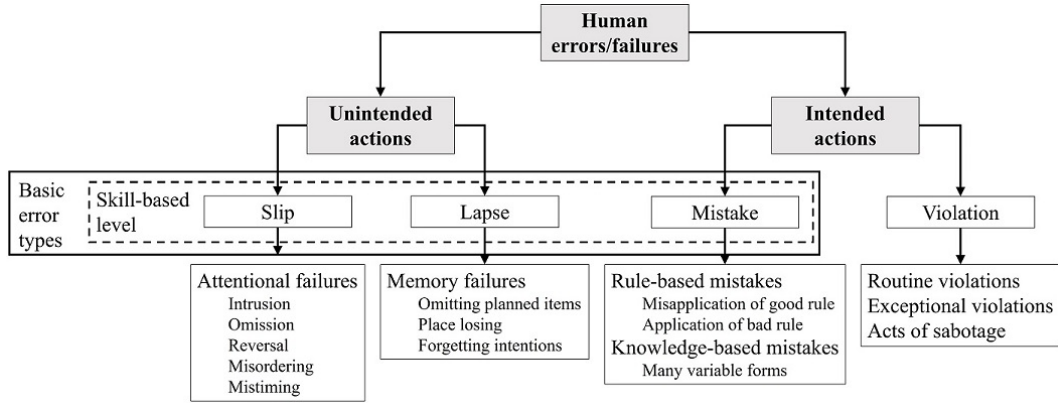 Human
errors/failures
Unintended
actions
Intended
actions
Basic
error
types
Skill-based
level
Slip
Lapse
Mistake
Violation
Attentional failures
Intrusion
Omission
Reversal
Misordering
Mistiming
Memory failures
Omitting planned items
Place losing
Forgetting intentions
Rule-based mistakes
Misapplication of good rule
Application of bad rule
Knowledge-based mistakes
Many variable forms
Routine violations
Exceptional violations
Acts of sabotage